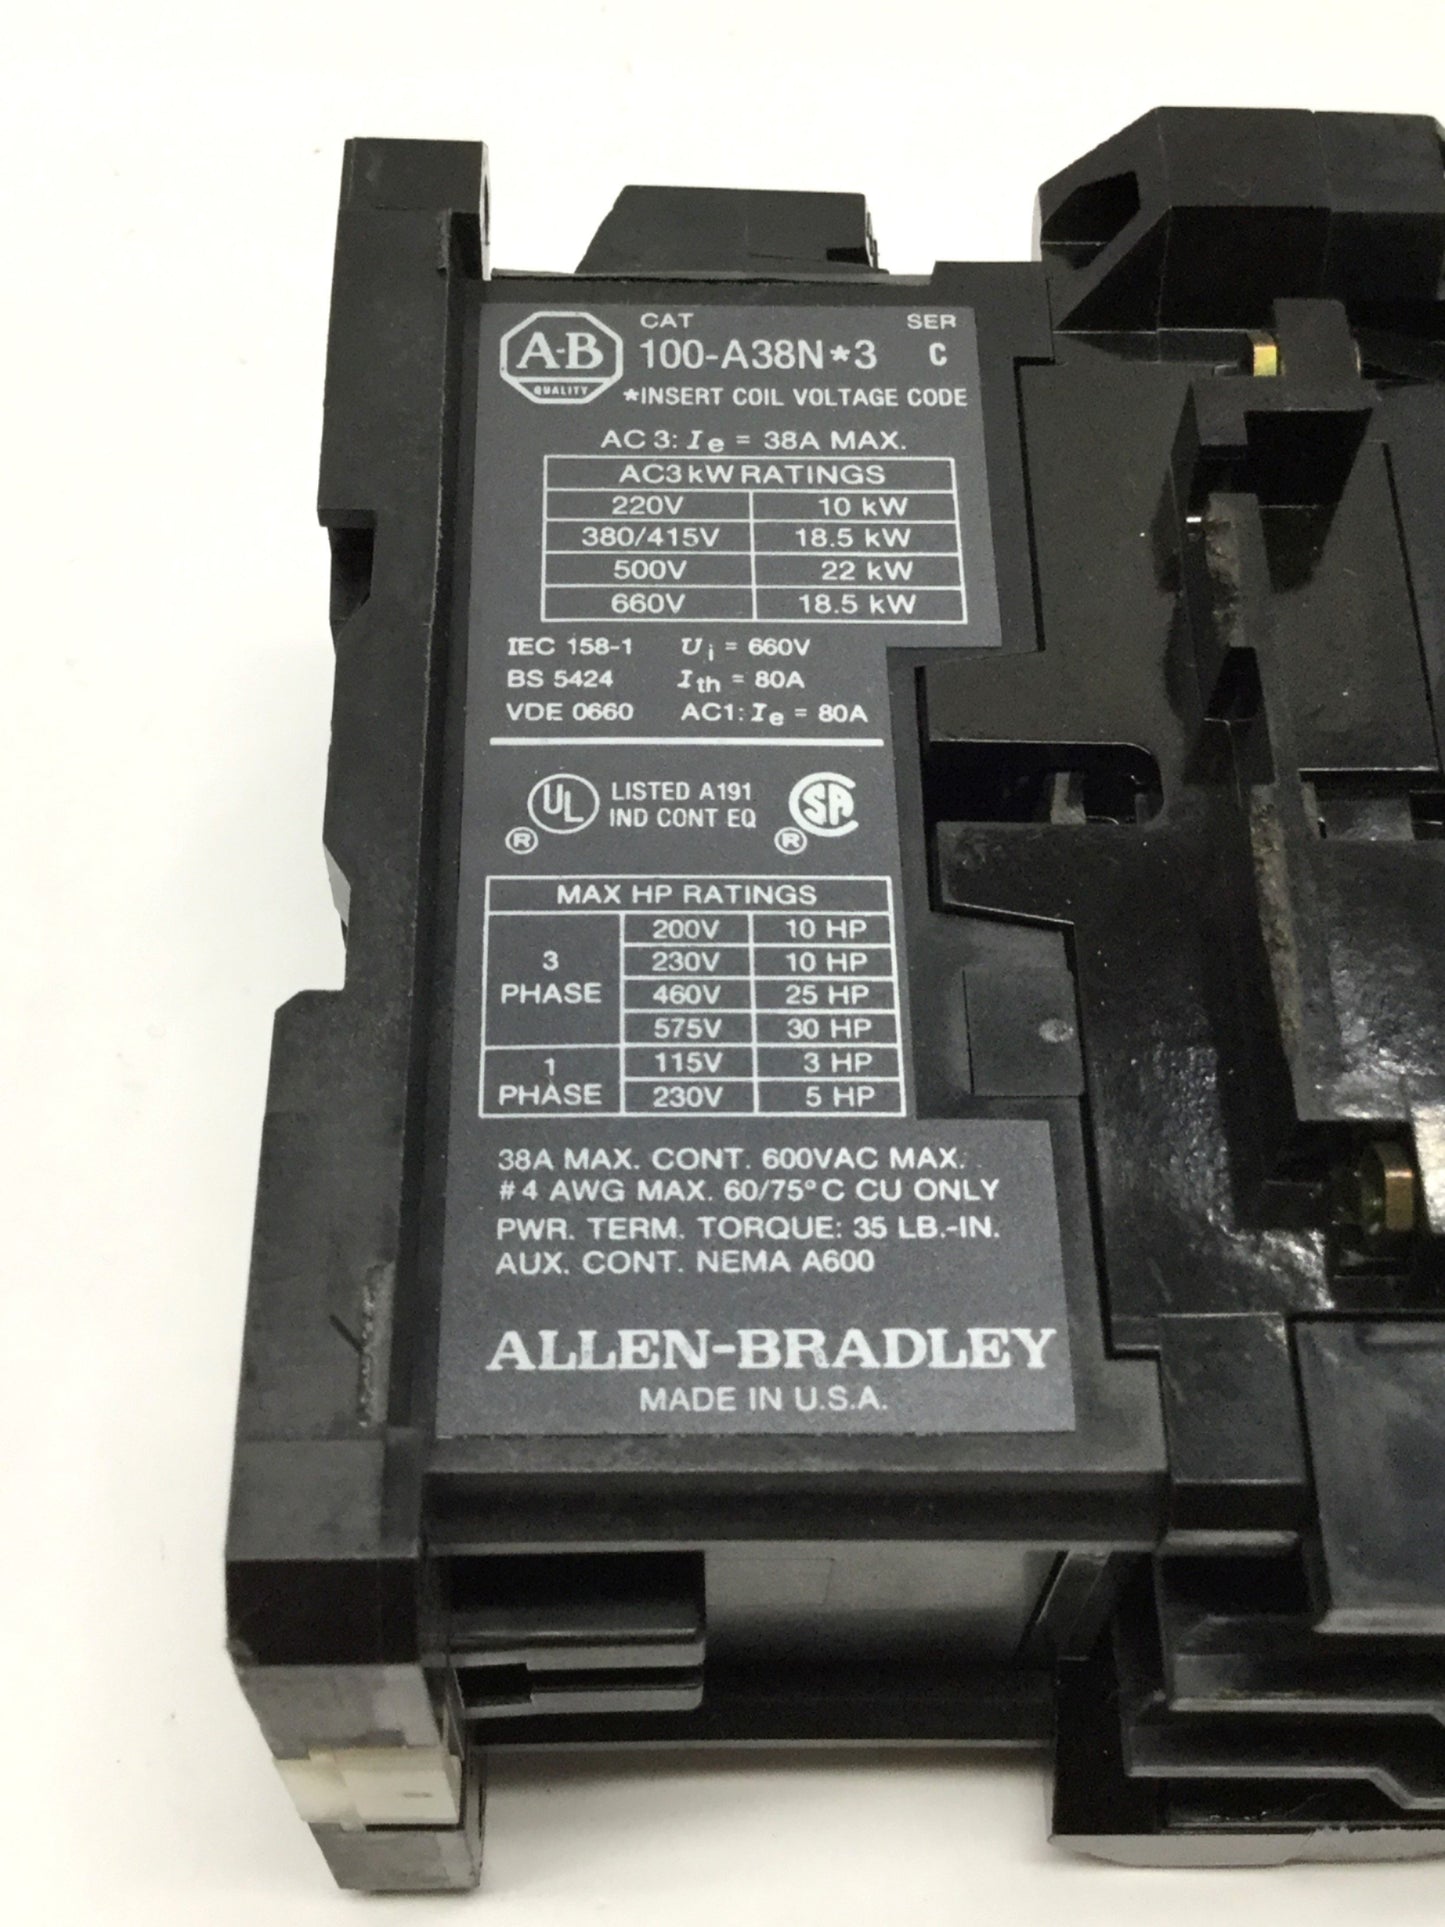 A-B
QUALITY
CAT SER
100-A38N*3 C
*INSERT COIL VOLTAGE CODE
AC 3: Ie = 38A MAX.
AC3 kW RATINGS
220V 10 kW
380/415V 18.5 kW
500V 22 kW
660V 18.5 kW
IEC 158-1 Ui = 660V
BS 5424 Ith = 80A
VDE 0660 AC1: Ie = 80A
UL ® LISTED A191
IND CONT EQ
SA ®
MAX HP RATINGS
3 PHASE
200V 10 HP
230V 10 HP
460V 25 HP
575V 30 HP
1 PHASE
115V 3 HP
230V 5 HP
38A MAX. CONT. 600VAC MAX.
#4 AWG MAX. 60/75°C CU ONLY
PWR. TERM. TORQUE: 35 LB.-IN.
AUX. CONT. NEMA A600
ALLEN-BRADLEY
MADE IN U.S.A.